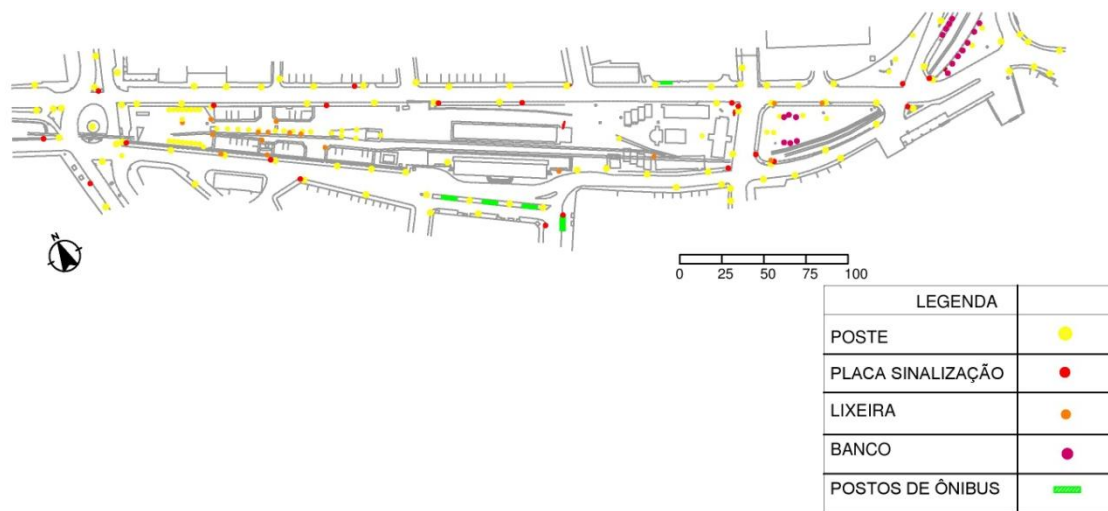 N
0 25 50 75 100
LEGENDA
POSTE
PLACA SINALIZAÇÃO
LIXEIRA
BANCO
POSTOS DE ÔNIBUS